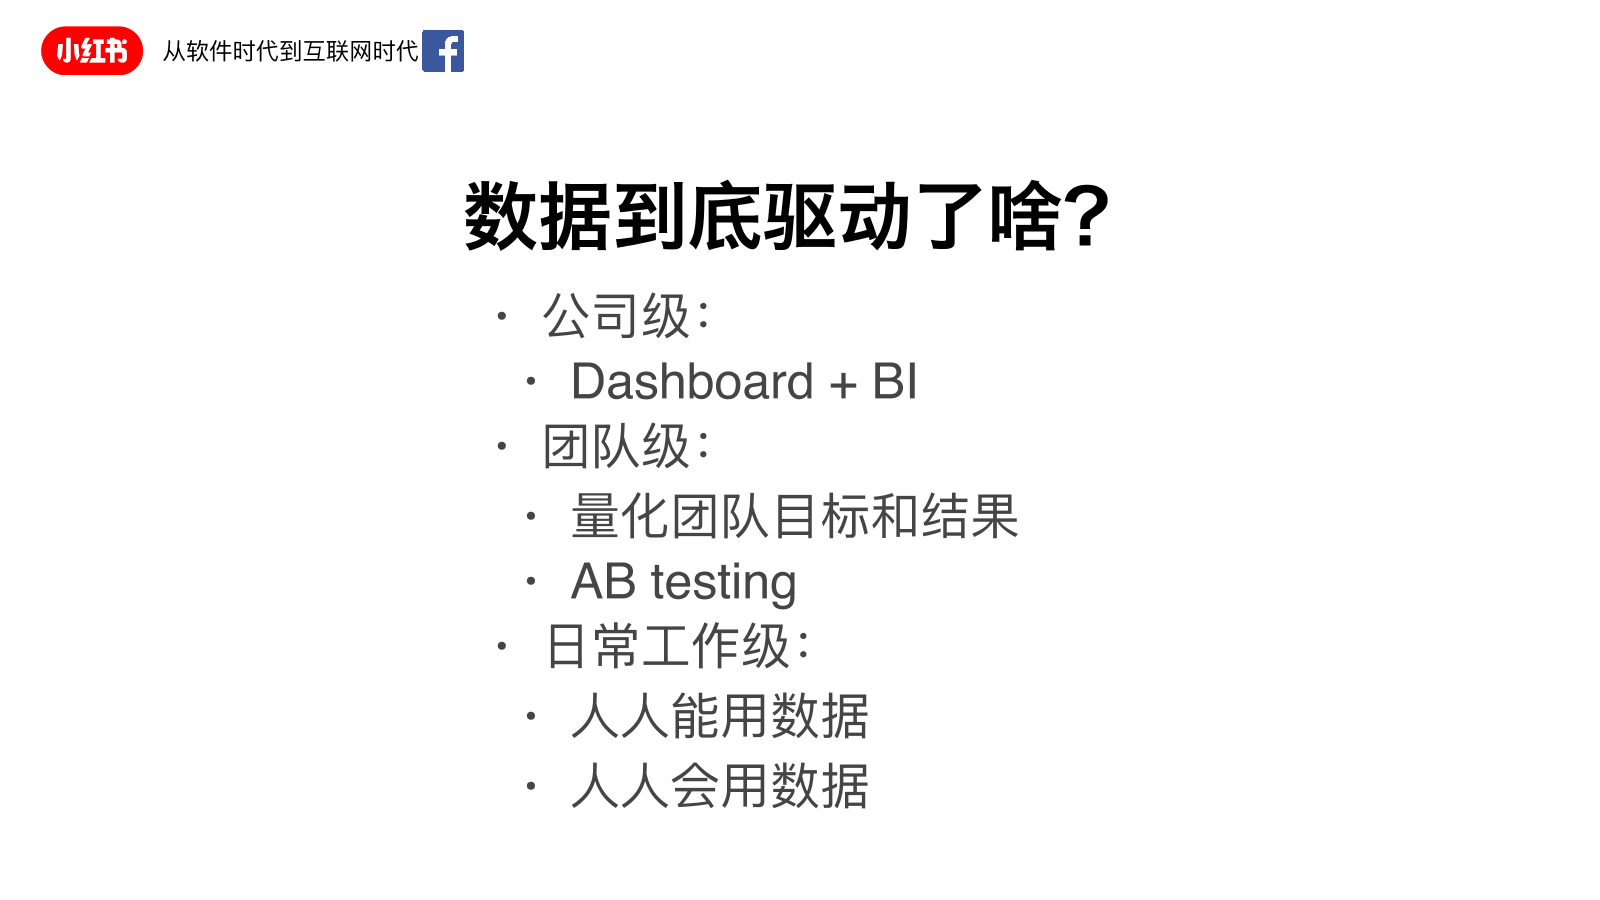 小红书 从软件时代到互联网时代
数据到底驱动了啥?
• 公司级:
• Dashboard + BI
• 团队级:
• 量化团队目标和结果
• AB testing
• 日常工作级:
• 人人能用数据
• 人人会用数据